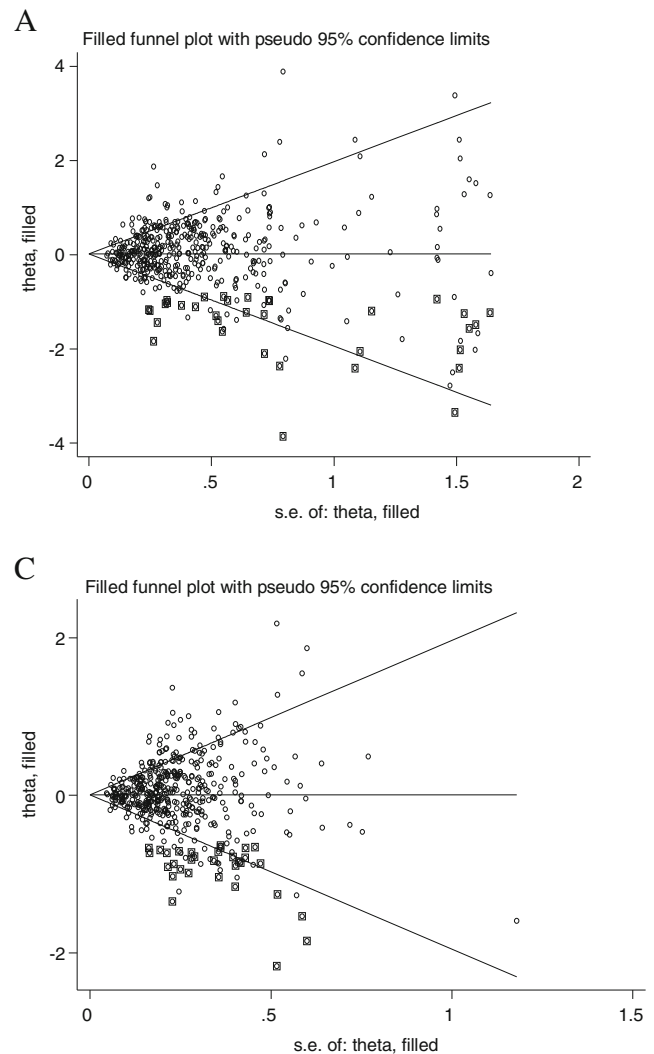 A
Filled funnel plot with pseudo 95% confidence limits
4
2
0
-2
-4
theta, filled
0 .5 1 1.5 2
s.e. of: theta, filled
C
Filled funnel plot with pseudo 95% confidence limits
2
0
-2
theta, filled
0 .5 1 1.5
s.e. of: theta, filled